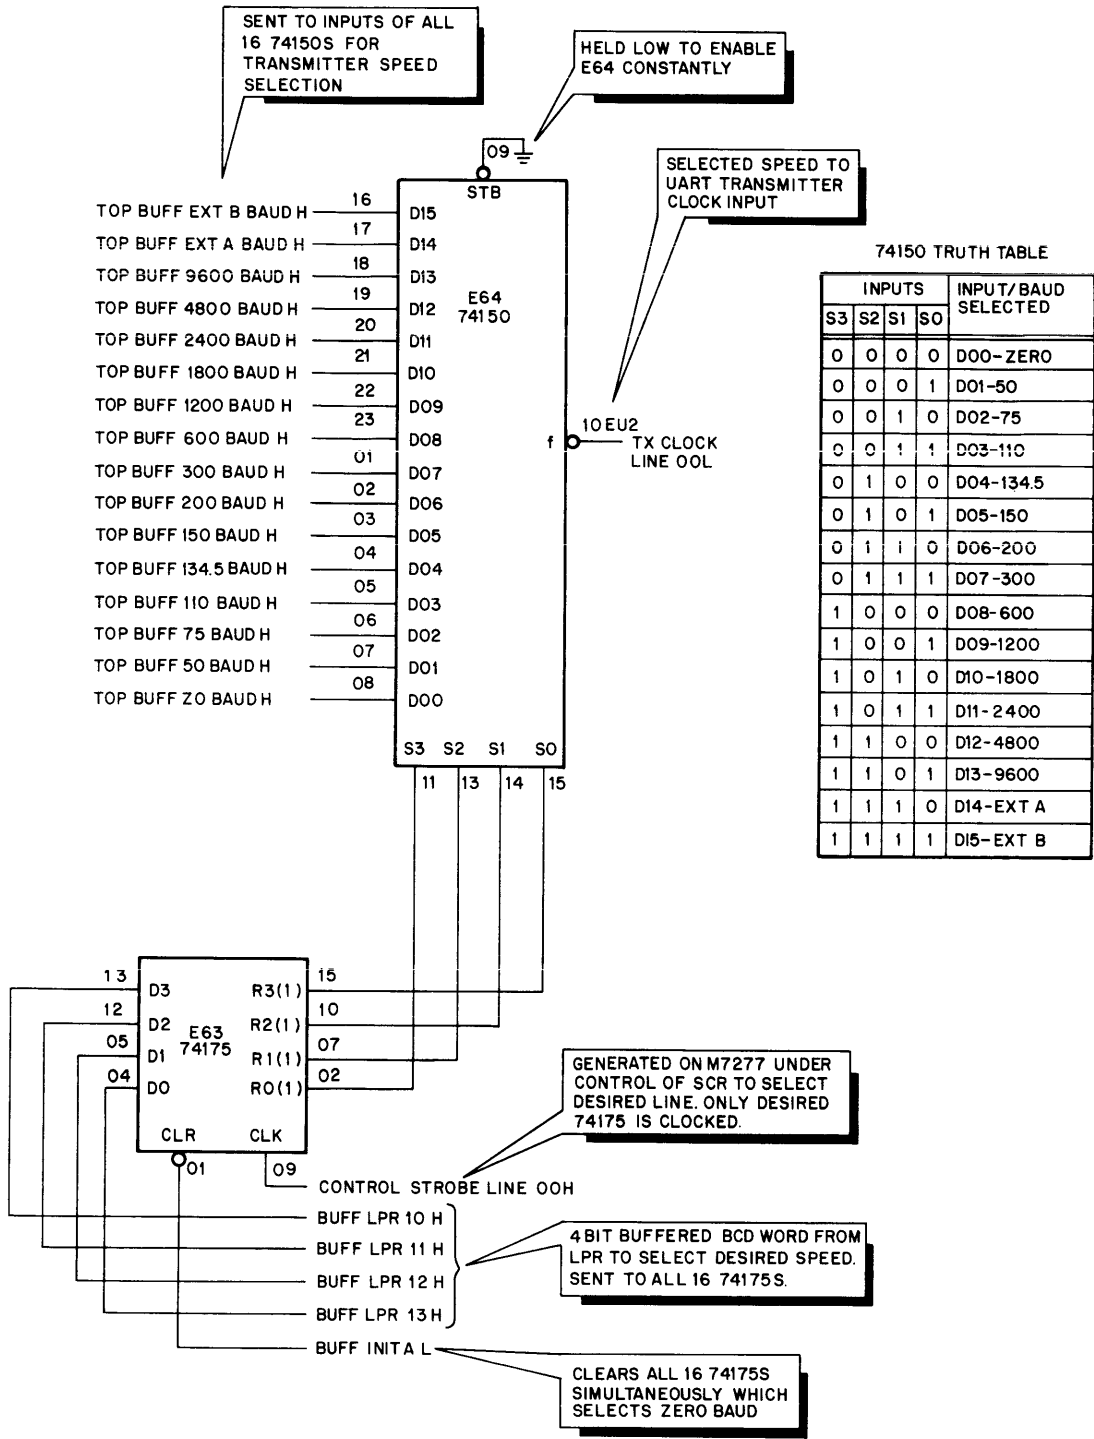 SENT TO INPUTS OF ALL
16 74150S FOR
TRANSMITTER SPEED
SELECTION
HELD LOW TO ENABLE
E64 CONSTANTLY
SELECTED SPEED TO
UART TRANSMITTER
CLOCK INPUT
09
STB
TOP BUFF EXT B BAUD H 16 D15
TOP BUFF EXT A BAUD H 17 D14
TOP BUFF 9600 BAUD H 18 D13
TOP BUFF 4800 BAUD H 19 D12
TOP BUFF 2400 BAUD H 20 D11
TOP BUFF 1800 BAUD H 21 D10
TOP BUFF 1200 BAUD H 22 D09
TOP BUFF 600 BAUD H 23 D08
TOP BUFF 300 BAUD H 01 D07
TOP BUFF 200 BAUD H 02 D06
TOP BUFF 150 BAUD H 03 D05
TOP BUFF 134.5 BAUD H 04 D04
TOP BUFF 110 BAUD H 05 D03
TOP BUFF 75 BAUD H 06 D02
TOP BUFF 50 BAUD H 07 D01
TOP BUFF ZO BAUD H 08 D00
E64
74150
f
10 EU2
TX CLOCK
LINE 00L
S3 S2 S1 S0
11 13 14 15
74150 TRUTH TABLE
INPUTS
INPUT/BAUD
SELECTED
S3 S2 S1 S0
0 0 0 0 D00-ZERO
0 0 0 1 D01-50
0 0 1 0 D02-75
0 0 1 1 D03-110
0 1 0 0 D04-134.5
0 1 0 1 D05-150
0 1 1 0 D06-200
0 1 1 1 D07-300
1 0 0 0 D08-600
1 0 0 1 D09-1200
1 0 1 0 D10-1800
1 0 1 1 D11-2400
1 1 0 0 D12-4800
1 1 0 1 D13-9600
1 1 1 0 D14-EXT A
1 1 1 1 D15-EXT B
13 D3 R3(1) 15
12 D2 R2(1) 10
05 D1 R1(1) 07
04 D0 R0(1) 02
E63
74175
CLR CLK
01 09
GENERATED ON M7277 UNDER
CONTROL OF SCR TO SELECT
DESIRED LINE. ONLY DESIRED
74175 IS CLOCKED.
CONTROL STROBE LINE 00H
BUFF LPR 10 H
BUFF LPR 11 H
BUFF LPR 12 H
BUFF LPR 13 H
4 BIT BUFFERED BCD WORD FROM
LPR TO SELECT DESIRED SPEED.
SENT TO ALL 16 74175S.
BUFF INITA L
CLEARS ALL 16 74175S
SIMULTANEOUSLY WHICH
SELECTS ZERO BAUD